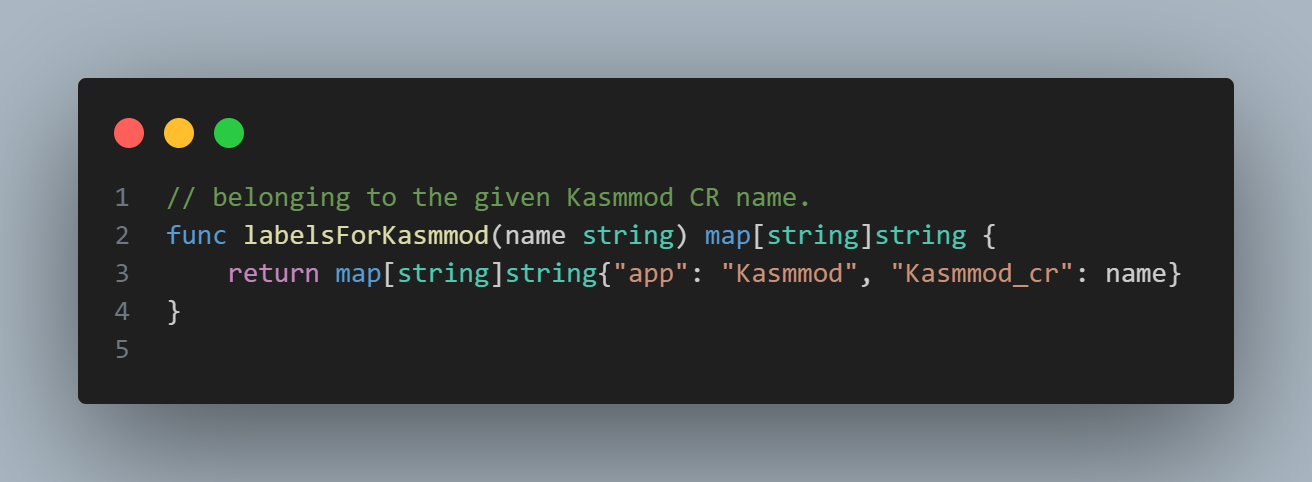 1 // belonging to the given Kasmmod CR name.
2 func labelsForKasmmod(name string) map[string]string {
3     return map[string]string{"app": "Kasmmod", "Kasmmod_cr": name}
4 }
5